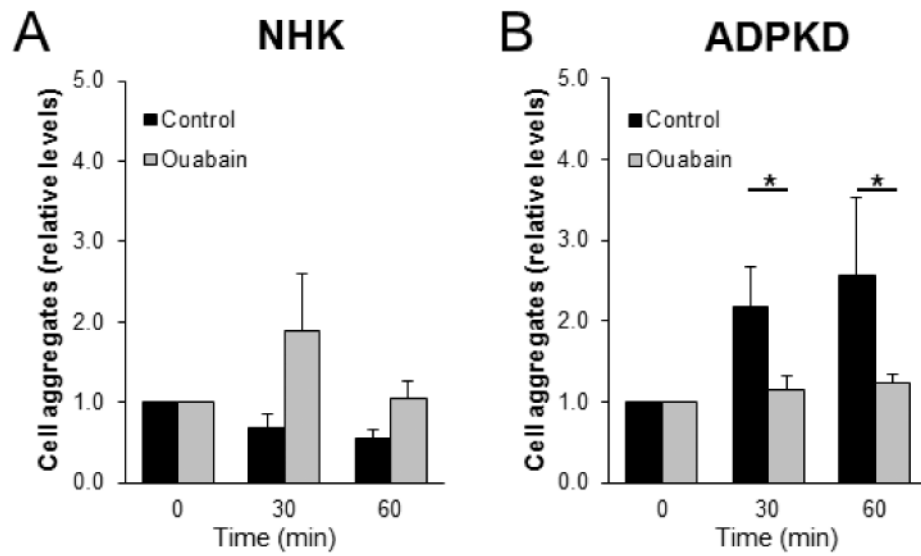 A
NHK
Cell aggregates (relative levels)
5.0
4.0
3.0
2.0
1.0
0.0
Control
Ouabain
0
30
60
Time (min)
B
ADPKD
Cell aggregates (relative levels)
5.0
4.0
3.0
2.0
1.0
0.0
Control
Ouabain
*
*
0
30
60
Time (min)